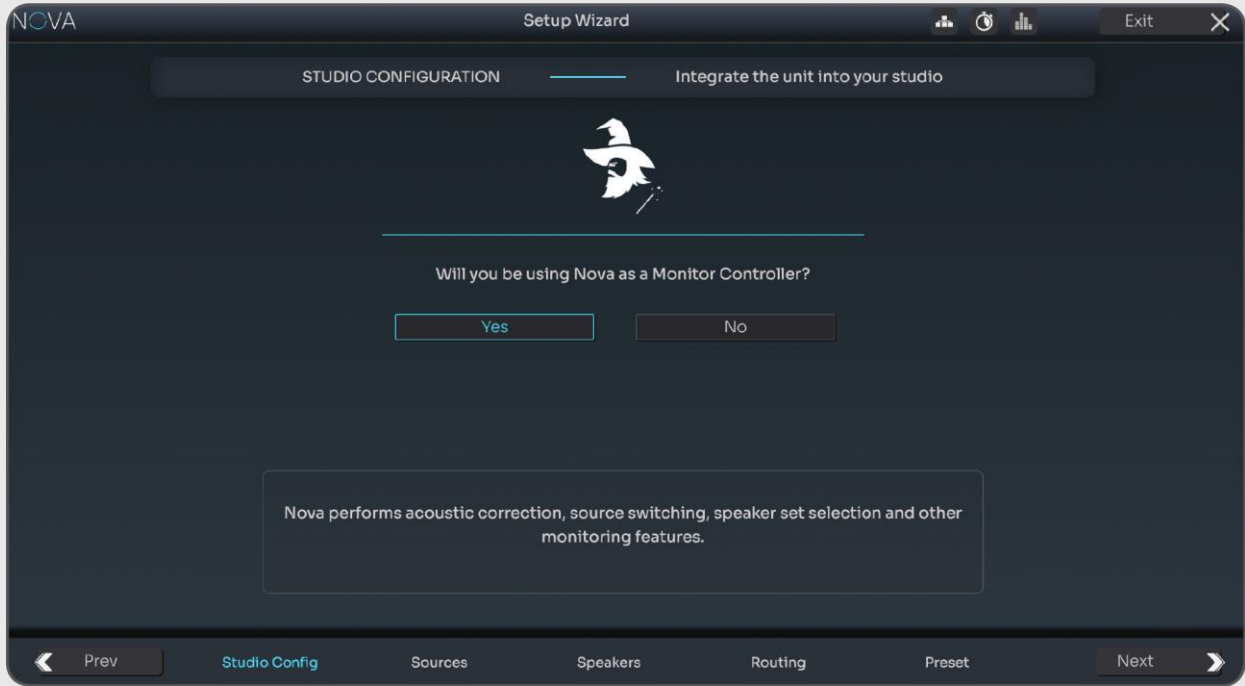 NOVA
Setup Wizard
Exit
STUDIO CONFIGURATION
Integrate the unit into your studio
Will you be using Nova as a Monitor Controller?
Yes
No
Nova performs acoustic correction, source switching, speaker set selection and other
monitoring features.
Prev
Studio Config
Sources
Speakers
Routing
Preset
Next